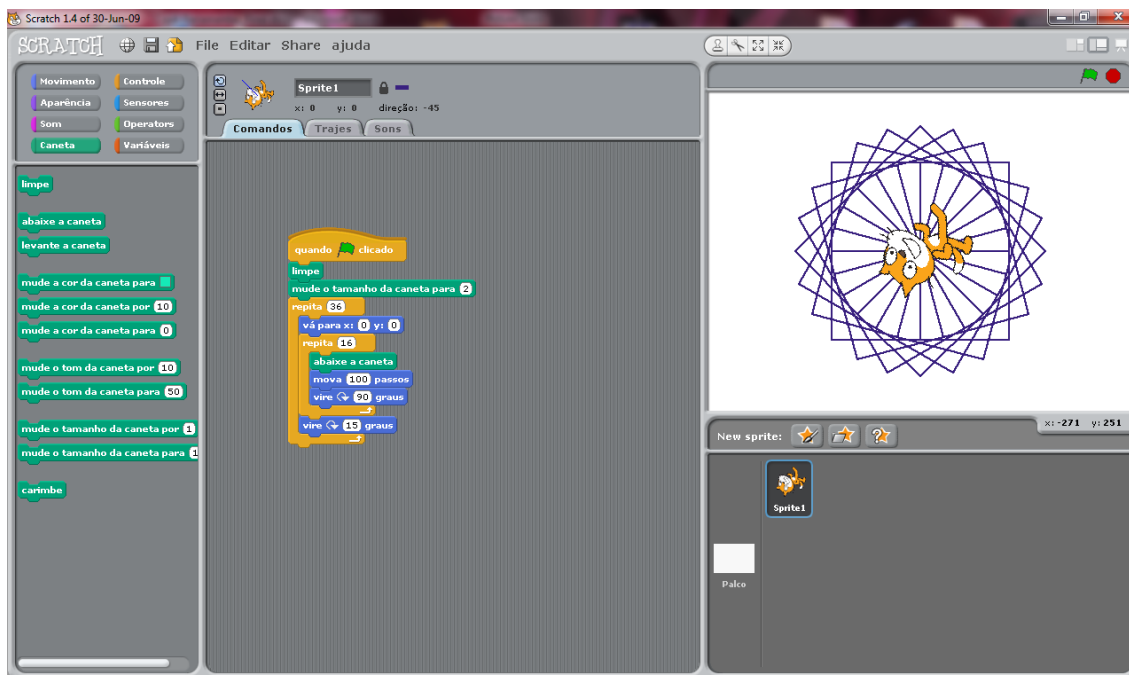 Scratch 1.4 of 30-Jun-09
SCRATCH File Editar Share ajuda
Movimento Controle
Aparência Sensores
Som Operators
Caneta Variáveis
limpe
abaixe a caneta
levante a caneta
mude a cor da caneta para
mude a cor da caneta por 10
mude a cor da caneta para 0
mude o tom da caneta por 10
mude o tom da caneta para 50
mude o tamanho da caneta por 1
mude o tamanho da caneta para 1
carimbe
Sprite1
x: 0 y: 0 direção: -45
Comandos Trajes Sons
quando clicado
limpe
mude o tamanho da caneta para 2
repita 36
vá para x: 0 y: 0
repita 16
abaixe a caneta
mova 100 passos
vire 90 graus
vire 15 graus
x: -271 y: 251
New sprite:
Sprite1
Palco